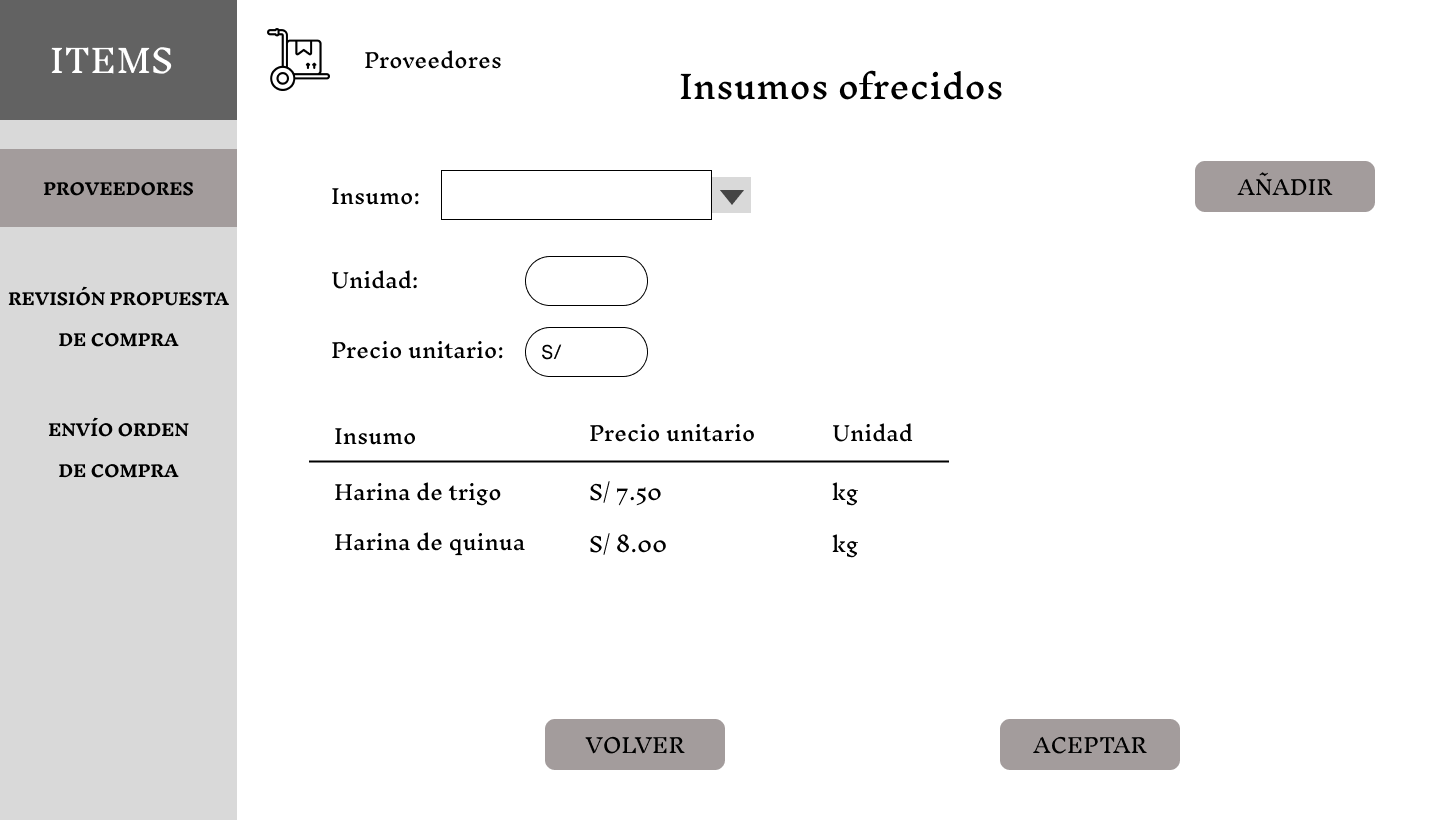 ITEMS
PROVEEDORES
REVISIÓN PROPUESTA
DE COMPRA
ENVÍO ORDEN
DE COMPRA
Proveedores
Insumos ofrecidos
Insumo:
AÑADIR
Unidad:
Precio unitario: S/
Insumo Precio unitario Unidad
Harina de trigo S/ 7.50 kg
Harina de quinua S/ 8.00 kg
VOLVER ACEPTAR